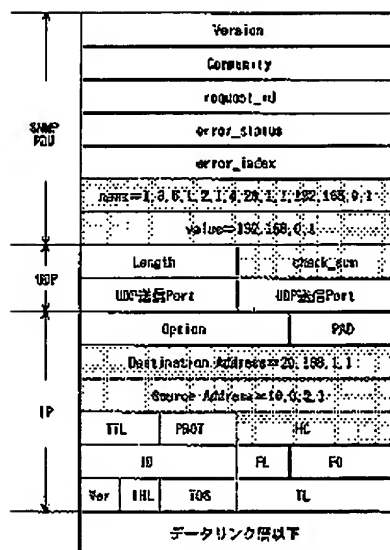 Version
Community
request_id
SNMP
PDU
error_status
error_index
name=1,3,6,1,2,1,4,20,1,1,192,168,0,1
value=192,168,0,1
UDP
Length
check_sum
UDP送信Port
UDP送信Port
Option
PAD
Destination Address=20,168,1,1
Source Address=10,0,2,1
IP
TTL
PROT
HC
ID
FL
FO
Ver
IHL
TOS
TL
データリンク層以下